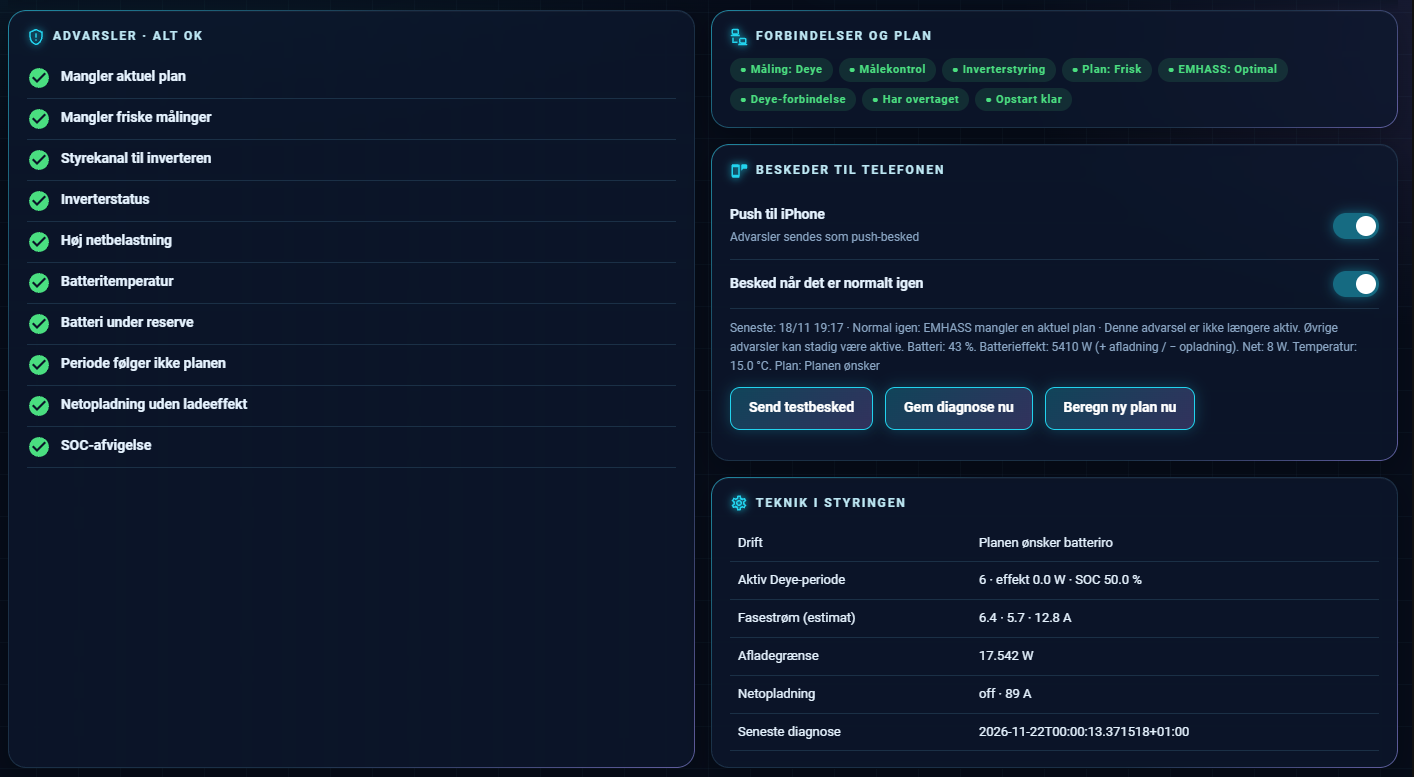 ADVARSLER · ALT OK
Mangler aktuel plan
Mangler friske målinger
Styrekanal til inverteren
Inverterstatus
Høj netbelastning
Batteritemperatur
Batteri under reserve
Periode følger ikke planen
Netopladning uden ladeeffekt
SOC-afvigelse
FORBINDELSER OG PLAN
Måling: Deye
Målekontrol
Inverterstyring
Plan: Frisk
EMHASS: Optimal
Deye-forbindelse
Har overtaget
Opstart klar
BESKEDER TIL TELEFONEN
Push til iPhone
Advarsler sendes som push-besked
Besked når det er normalt igen
Seneste: 18/11 19:17 · Normal igen: EMHASS mangler en aktuel plan · Denne advarsel er ikke længere aktiv. Øvrige
advarsler kan stadig være aktive. Batteri: 43 %. Batterieffekt: 5410 W (+ afladning / − opladning). Net: 8 W. Temperatur:
15.0 °C. Plan: Planen ønsker
Send testbesked
Gem diagnose nu
Beregn ny plan nu
TEKNIK I STYRINGEN
Drift Planen ønsker batteriro
Aktiv Deye-periode 6 · effekt 0.0 W · SOC 50.0 %
Fasestrøm (estimat) 6.4 · 5.7 · 12.8 A
Afladegrænse 17.542 W
Netopladning off · 89 A
Seneste diagnose 2026-11-22T00:00:13.371518+01:00